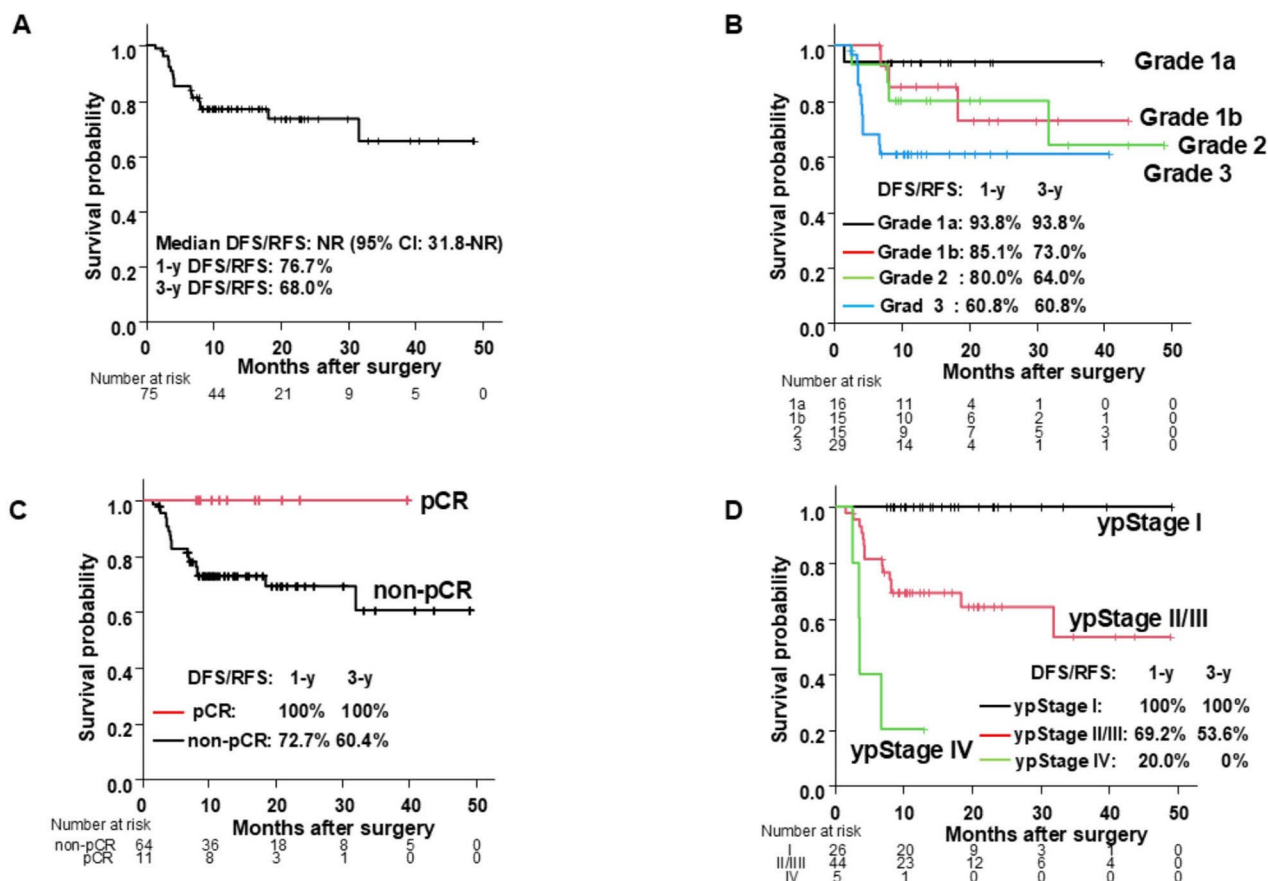 A
Survival probability
1.0
0.8
0.6
0.4
0.2
0.0
Median DFS/RFS: NR (95% CI: 31.8-NR)
1-y DFS/RFS: 76.7%
3-y DFS/RFS: 68.0%
0 10 20 30 40 50
Months after surgery
Number at risk
75 44 21 9 5 0
B
Survival probability
1.0
0.8
0.6
0.4
0.2
0.0
Grade 1a
Grade 1b
Grade 2
Grade 3
DFS/RFS: 1-y 3-y
Grade 1a: 93.8% 93.8%
Grade 1b: 85.1% 73.0%
Grade 2 : 80.0% 64.0%
Grad 3 : 60.8% 60.8%
0 10 20 30 40 50
Months after surgery
Number at risk
1a 16 11 4 1 0 0
1b 15 10 6 2 1 0
2 15 9 7 5 3 0
3 29 14 4 1 1 0
C
Survival probability
1.0
0.8
0.6
0.4
0.2
0.0
pCR
non-pCR
DFS/RFS: 1-y 3-y
pCR: 100% 100%
non-pCR: 72.7% 60.4%
0 10 20 30 40 50
Months after surgery
Number at risk
non-pCR 64 36 18 8 5 0
pCR 11 8 3 1 0 0
D
Survival probability
1.0
0.8
0.6
0.4
0.2
0.0
ypStage I
ypStage II/III
ypStage IV
DFS/RFS: 1-y 3-y
ypStage I: 100% 100%
ypStage II/III: 69.2% 53.6%
ypStage IV: 20.0% 0%
0 10 20 30 40 50
Months after surgery
Number at risk
I 26 20 9 3 1 0
II/IIII 44 23 12 6 4 0
IV 5 1 0 0 0 0